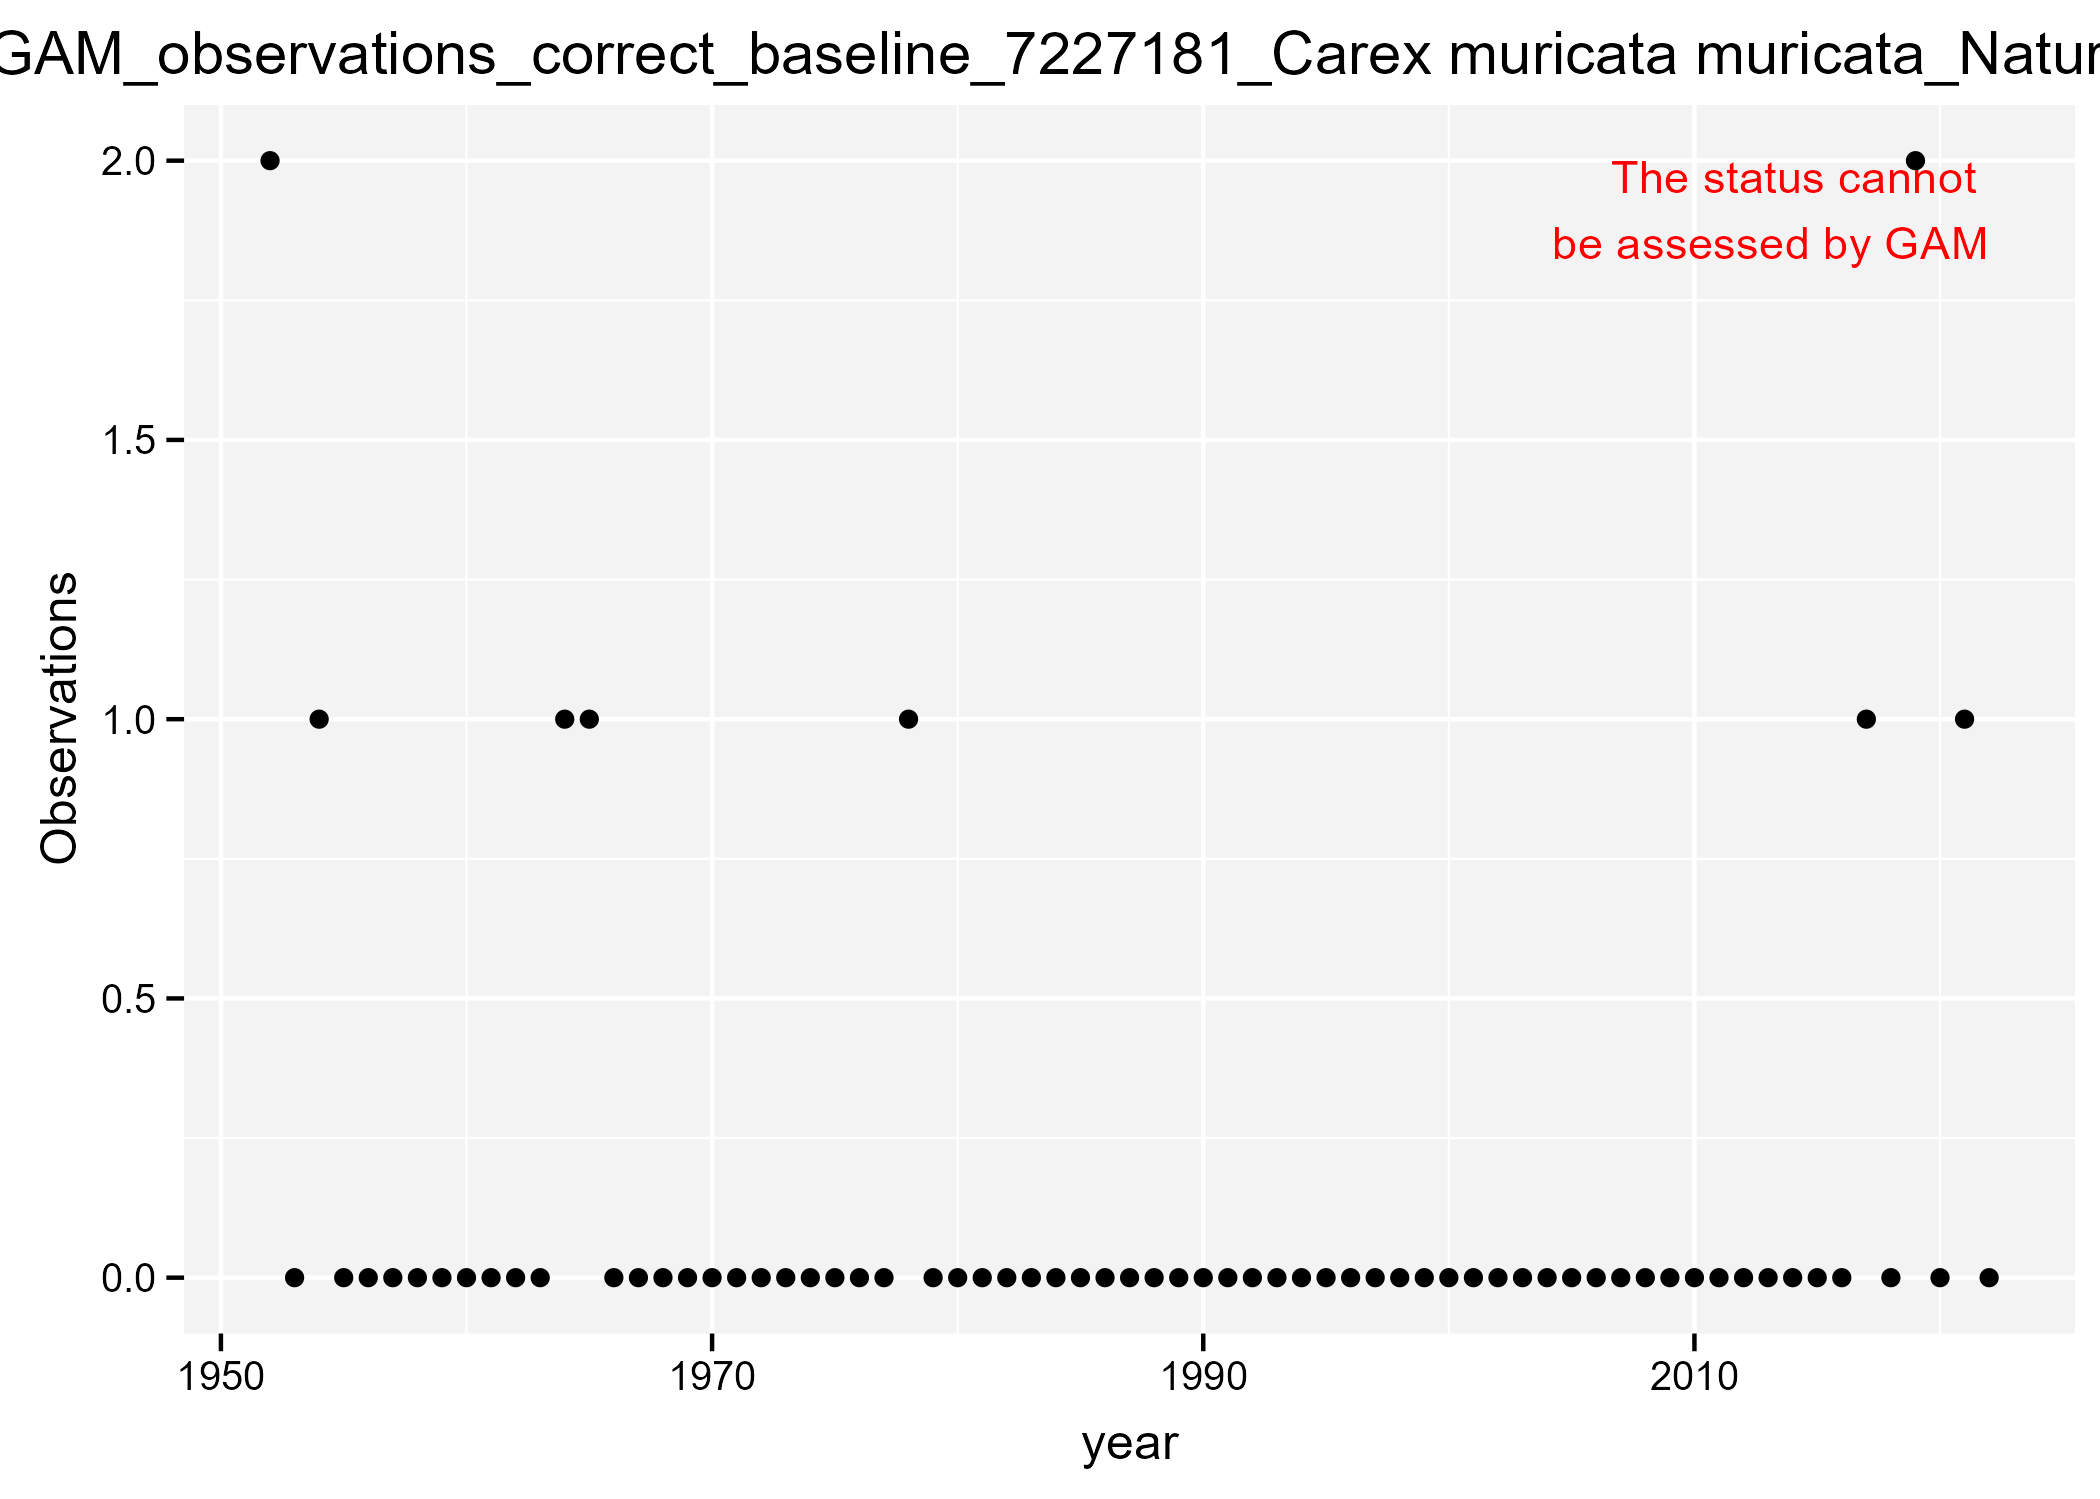 GAM_observations_correct_baseline_7227181_Carex muricata muricata_Natur
2.0
The status cannot
be assessed by GAM
1.5
Observations
1.0
0.5
0.0
1950 1970 1990 2010
year